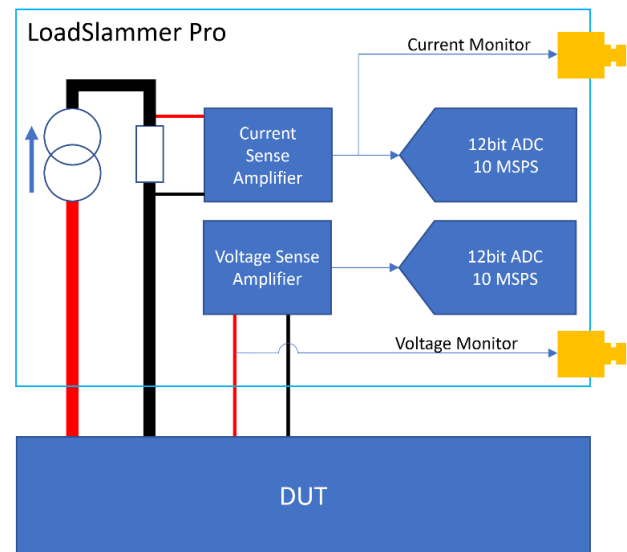 LoadSlammer Pro
Current Monitor
Current
Sense
Amplifier
12bit ADC
10 MSPS
Voltage Sense
Amplifier
12bit ADC
10 MSPS
Voltage Monitor
DUT